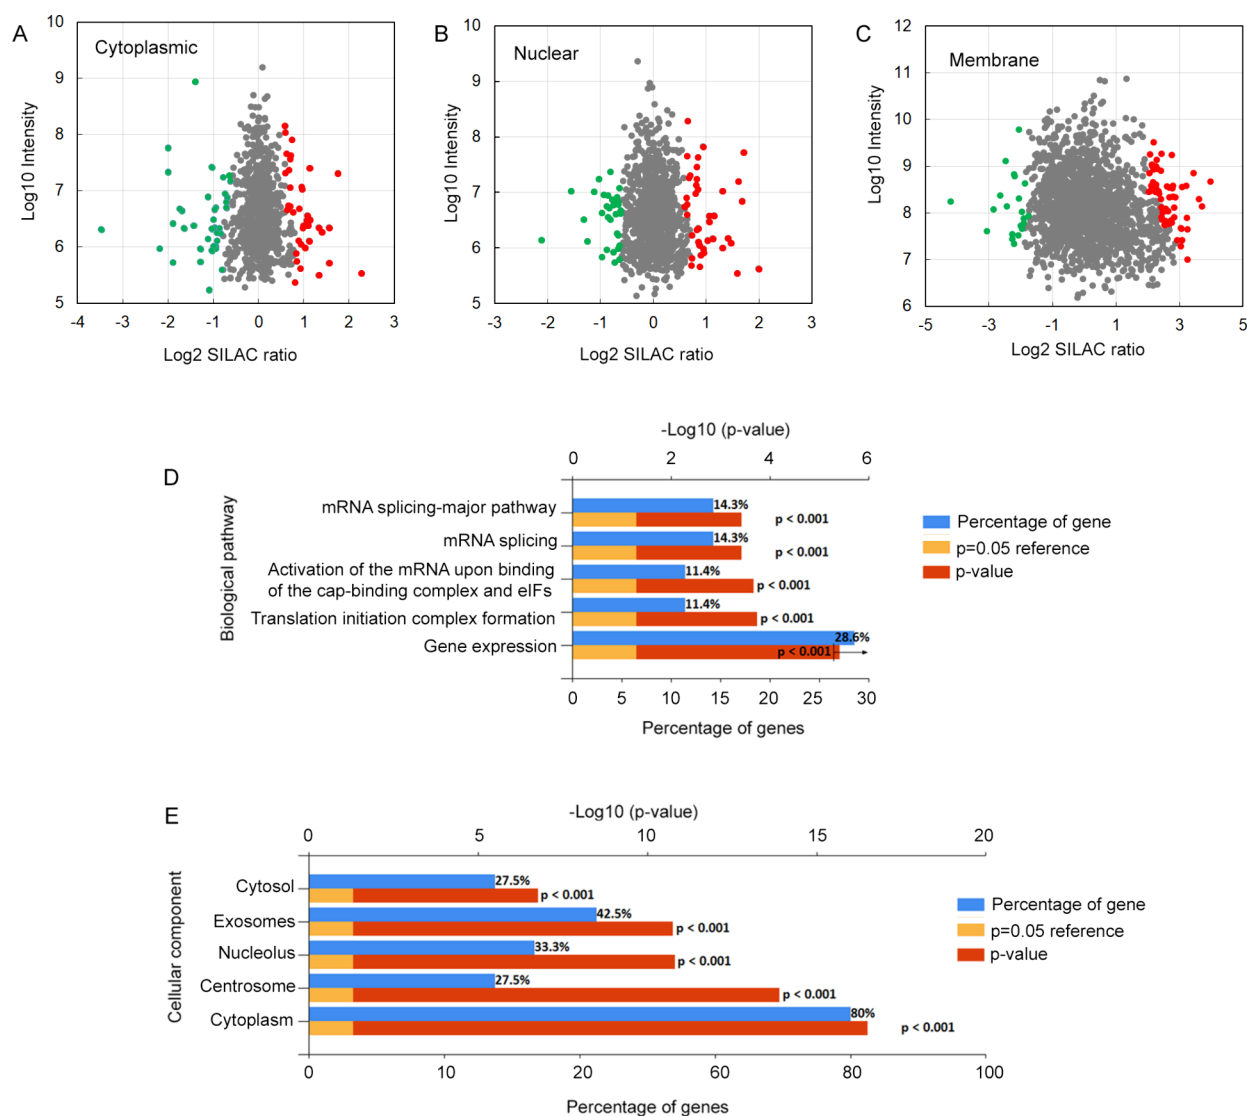 A
Cytoplasmic
10
9
8
7
6
5
-4 -3 -2 -1 0 1 2 3
Log10 Intensity
Log2 SILAC ratio
B
Nuclear
10
9
8
7
6
5
-3 -2 -1 0 1 2 3
Log10 Intensity
Log2 SILAC ratio
C
Membrane
12
11
10
9
8
7
6
-5 -3 -1 1 3 5
Log10 Intensity
Log2 SILAC ratio
D
-Log10 (p-value)
0 2 4 6
Biological pathway
mRNA splicing-major pathway 14.3%
p < 0.001
mRNA splicing 14.3%
p < 0.001
Activation of the mRNA upon binding 11.4%
of the cap-binding complex and eIFs p < 0.001
Translation initiation complex formation 11.4%
p < 0.001
Gene expression 28.6%
p < 0.001
0 5 10 15 20 25 30
Percentage of genes
Percentage of gene
p=0.05 reference
p-value
E
-Log10 (p-value)
0 5 10 15 20
Cellular component
Cytosol 27.5%
p < 0.001
Exosomes 42.5%
p < 0.001
Nucleolus 33.3%
p < 0.001
Centrosome 27.5%
p < 0.001
Cytoplasm 80%
p < 0.001
0 10 20 60 80 100
Percentage of genes
Percentage of gene
p=0.05 reference
p-value